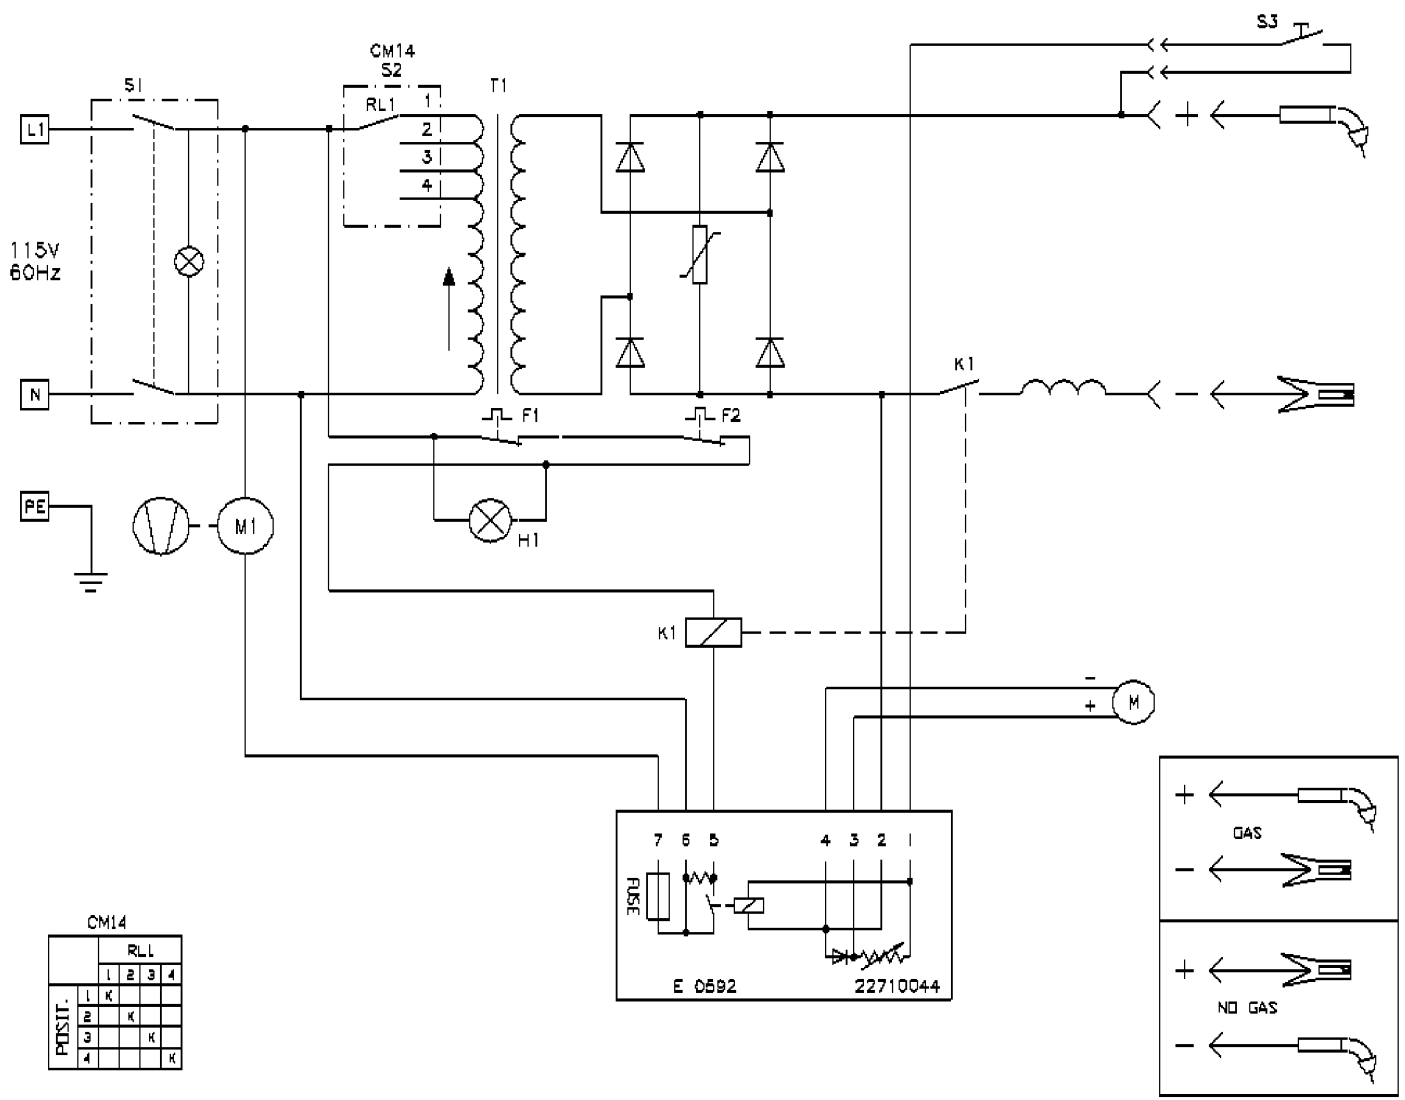 S3
CM14
S2
S1
T1
RL1
1
L1
2
3
4
115V
60Hz
K1
N
F1
F2
PE
M1
H1
K1
M
7 6 5 4 3 2 1
GAS
FUSE
CM14
RL1
1 2 3 4
POSIT.
1 K
2 K
3 K
4 K
E 0592
22710044
NO GAS